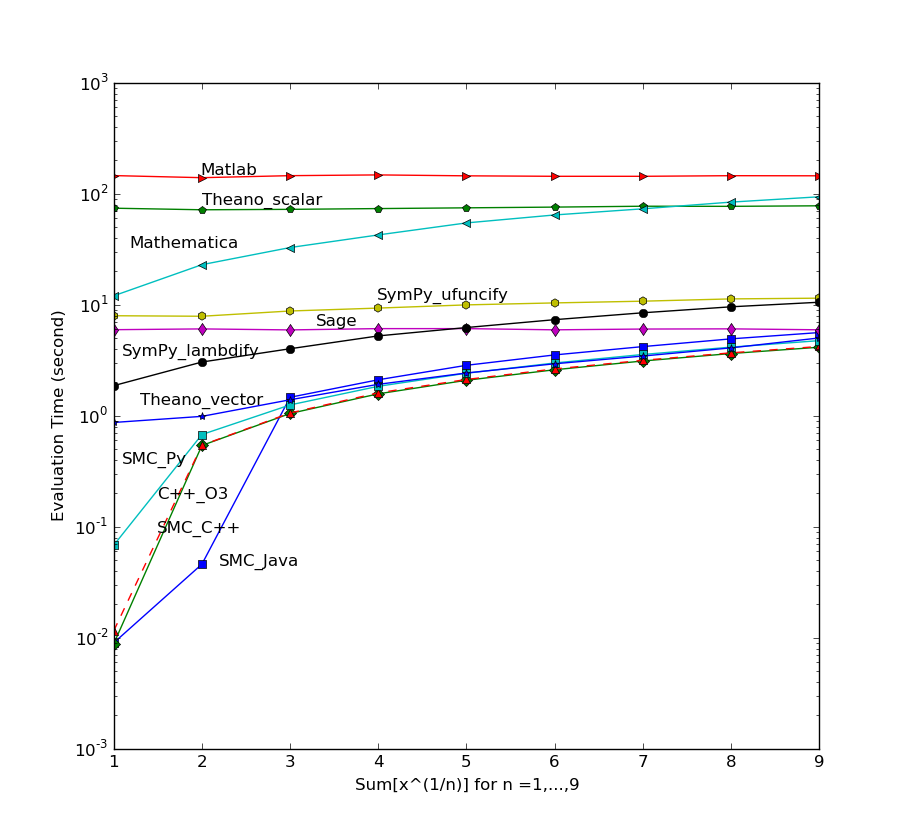 10^3
Matlab
10^2
Theano_scalar
Mathematica
SymPy_ufuncify
10^1
Sage
SymPy_lambdify
Theano_vector
10^0
SMC_Py
C++_O3
10^-1
SMC_C++
SMC_Java
10^-2
10^-3
Evaluation Time (second)
1 2 3 4 5 6 7 8 9
Sum[x^(1/n)] for n =1,...,9